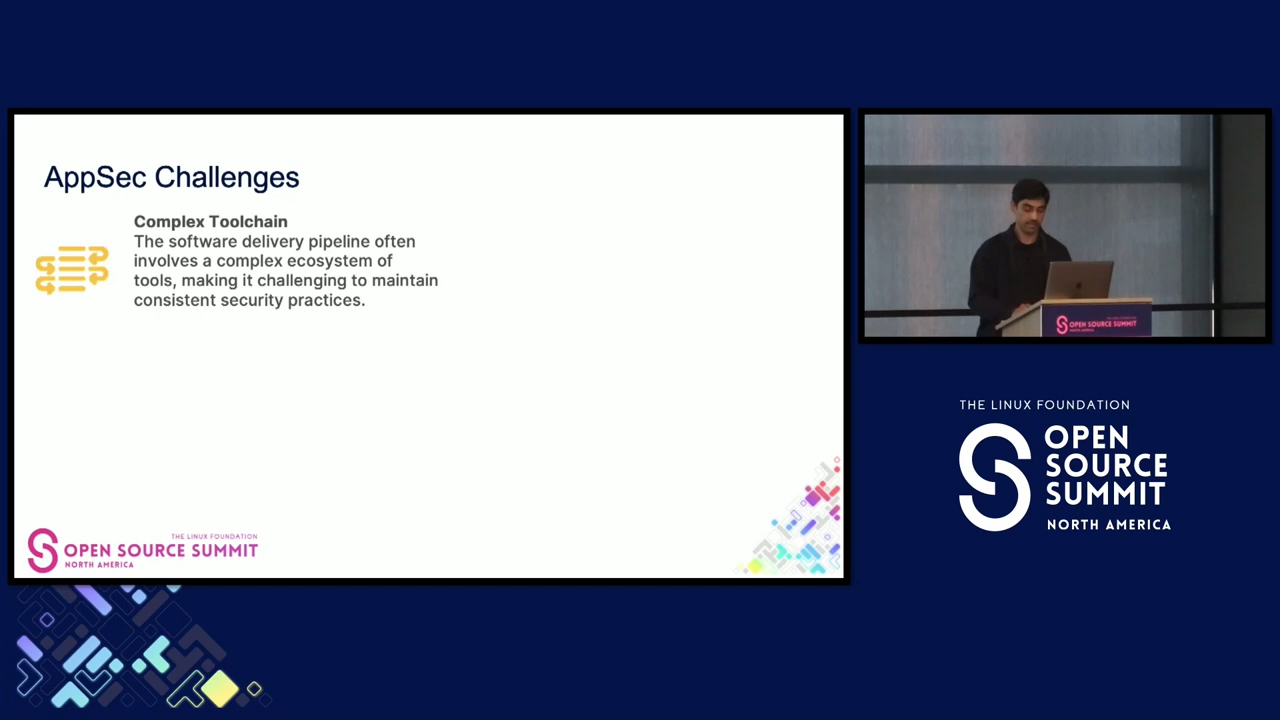 AppSec Challenges
Complex Toolchain
The software delivery pipeline often
involves a complex ecosystem of
tools, making it challenging to maintain
consistent security practices.
THE LINUX FOUNDATION
OPEN SOURCE SUMMIT
NORTH AMERICA
OPEN SOURCE SUMMIT
THE LINUX FOUNDATION
OPEN
SOURCE
SUMMIT
NORTH AMERICA